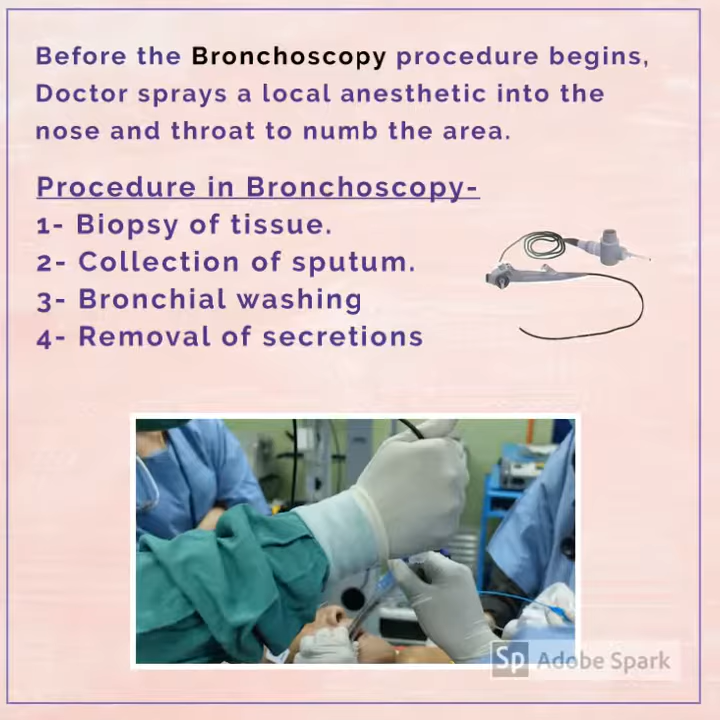 Before the Bronchoscopy procedure begins,
Doctor sprays a local anesthetic into the
nose and throat to numb the area.
Procedure in Bronchoscopy-
1- Biopsy of tissue.
2- Collection of sputum.
3- Bronchial washing
4- Removal of secretions
Sp Adobe Spark